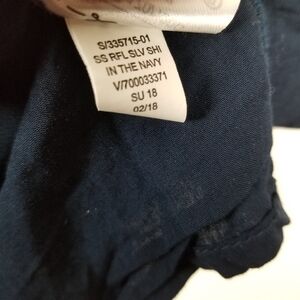 S/335715-01
SS RFL SLV SHI
IN THE NAVY
V/700033371
SU 18
02/18